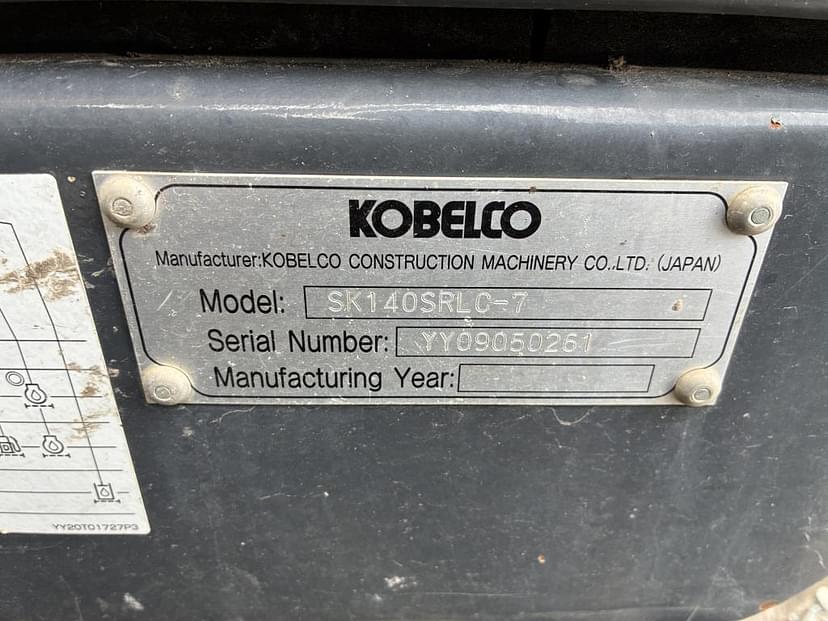 KOBELCO
Manufacturer:KOBELCO CONSTRUCTION MACHINERY CO.,LTD. (JAPAN)
Model: SK140SRLC-7
Serial Number: YY09050261
Manufacturing Year:
YY20T01727P3